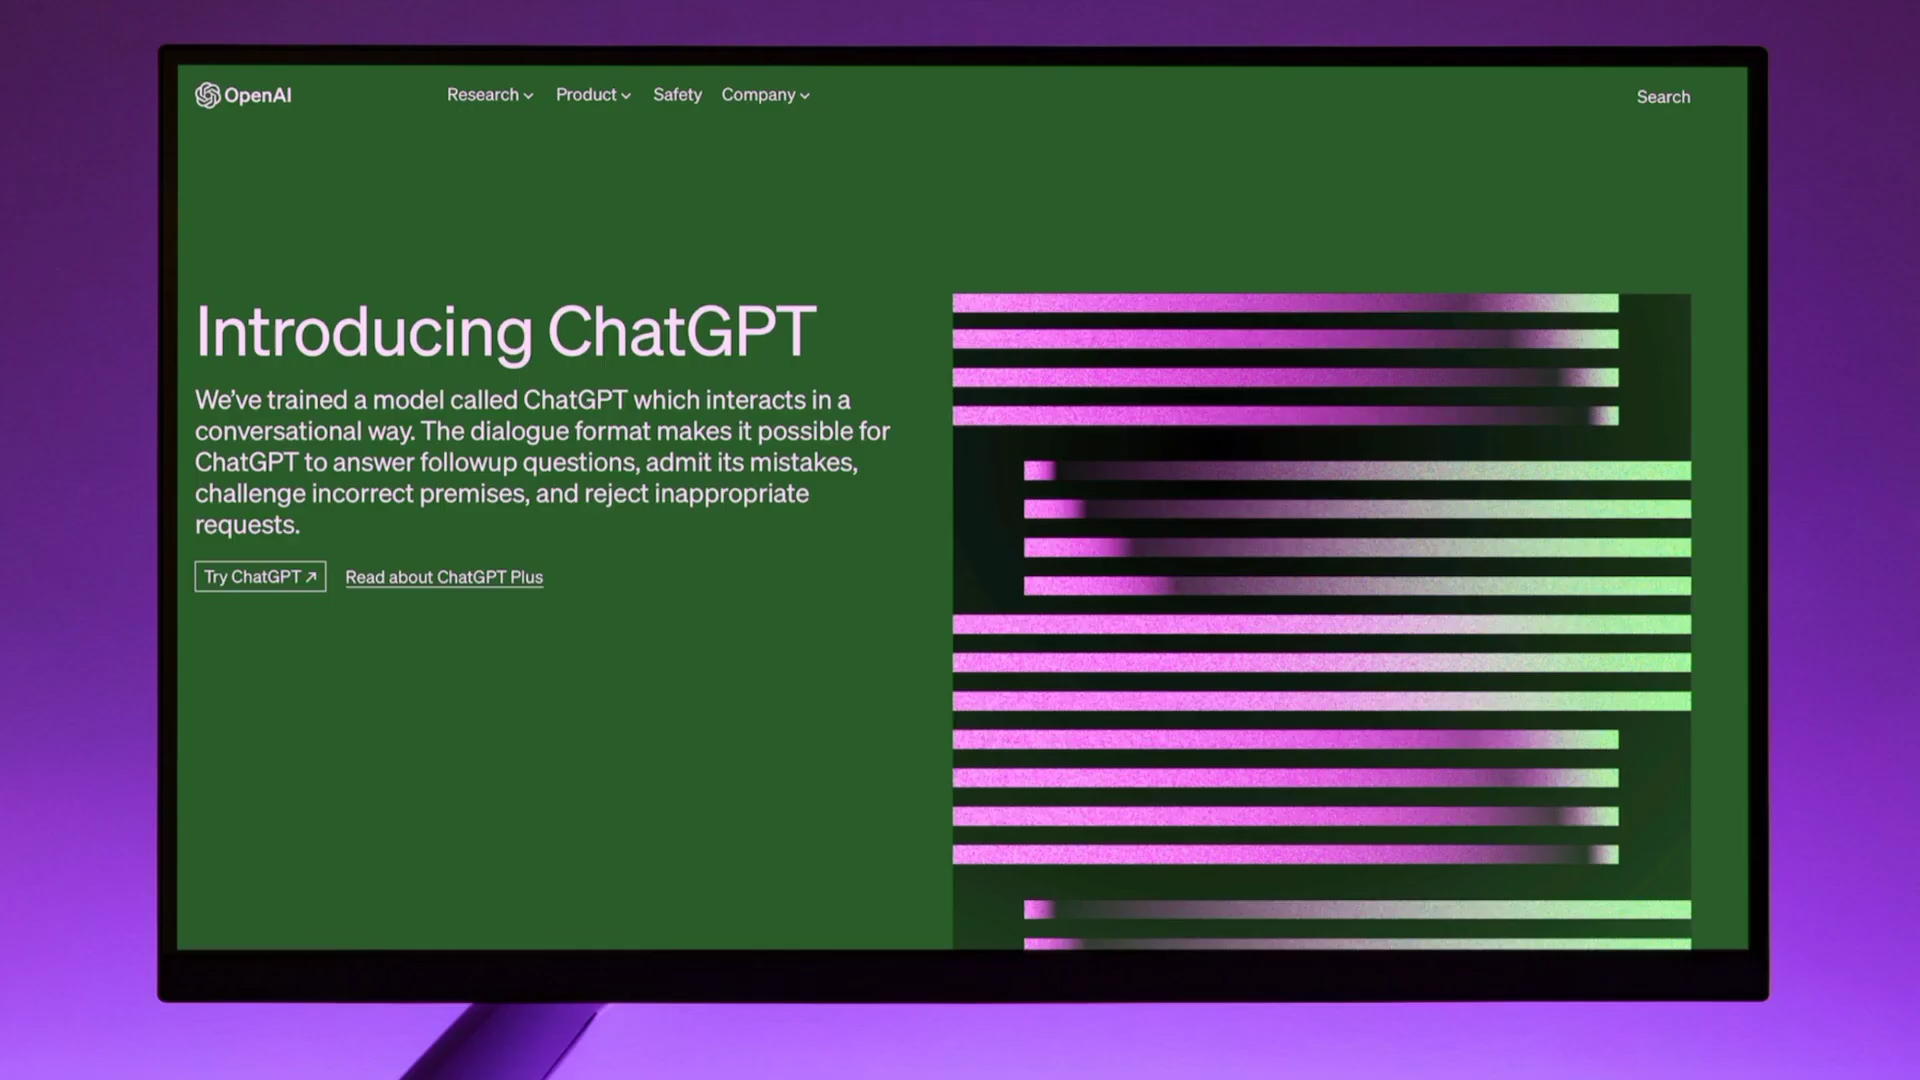 OpenAI
Research
Product
Safety
Company
Search
Introducing ChatGPT
We’ve trained a model called ChatGPT which interacts in a
conversational way. The dialogue format makes it possible for
ChatGPT to answer followup questions, admit its mistakes,
challenge incorrect premises, and reject inappropriate
requests.
Try ChatGPT ↗
Read about ChatGPT Plus